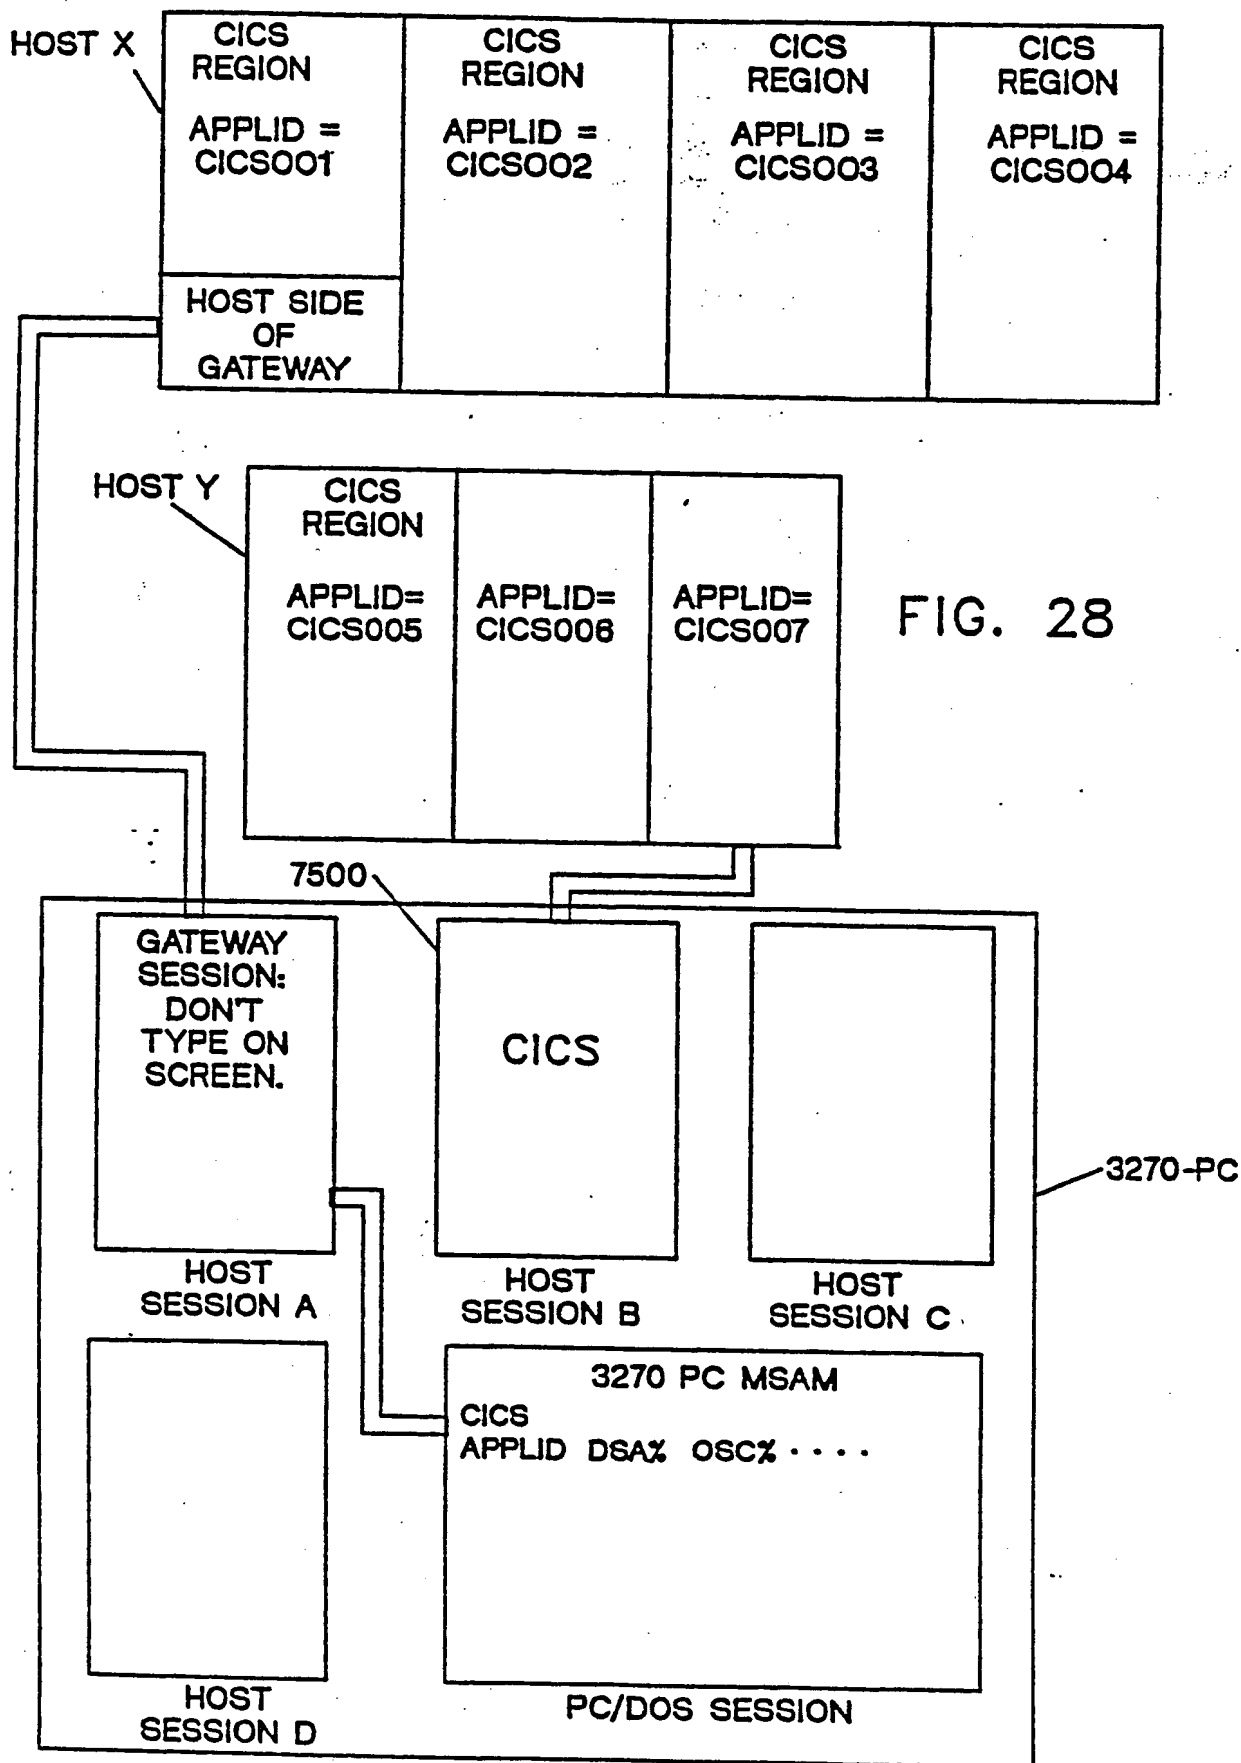 HOST X
CICS
REGION
APPLID =
CICS001
HOST SIDE
OF
GATEWAY
CICS
REGION
APPLID =
CICS002
CICS
REGION
APPLID =
CICS003
CICS
REGION
APPLID =
CICS004
HOST Y
CICS
REGION
APPLID=
CICS005
APPLID=
CICS006
APPLID=
CICS007
FIG. 28
7500
GATEWAY
SESSION:
DON'T
TYPE ON
SCREEN.
HOST
SESSION A
CICS
HOST
SESSION B
HOST
SESSION C
3270-PC
HOST
SESSION D
3270 PC MSAM
CICS
APPLID DSA% OSC% ····
PC/DOS SESSION